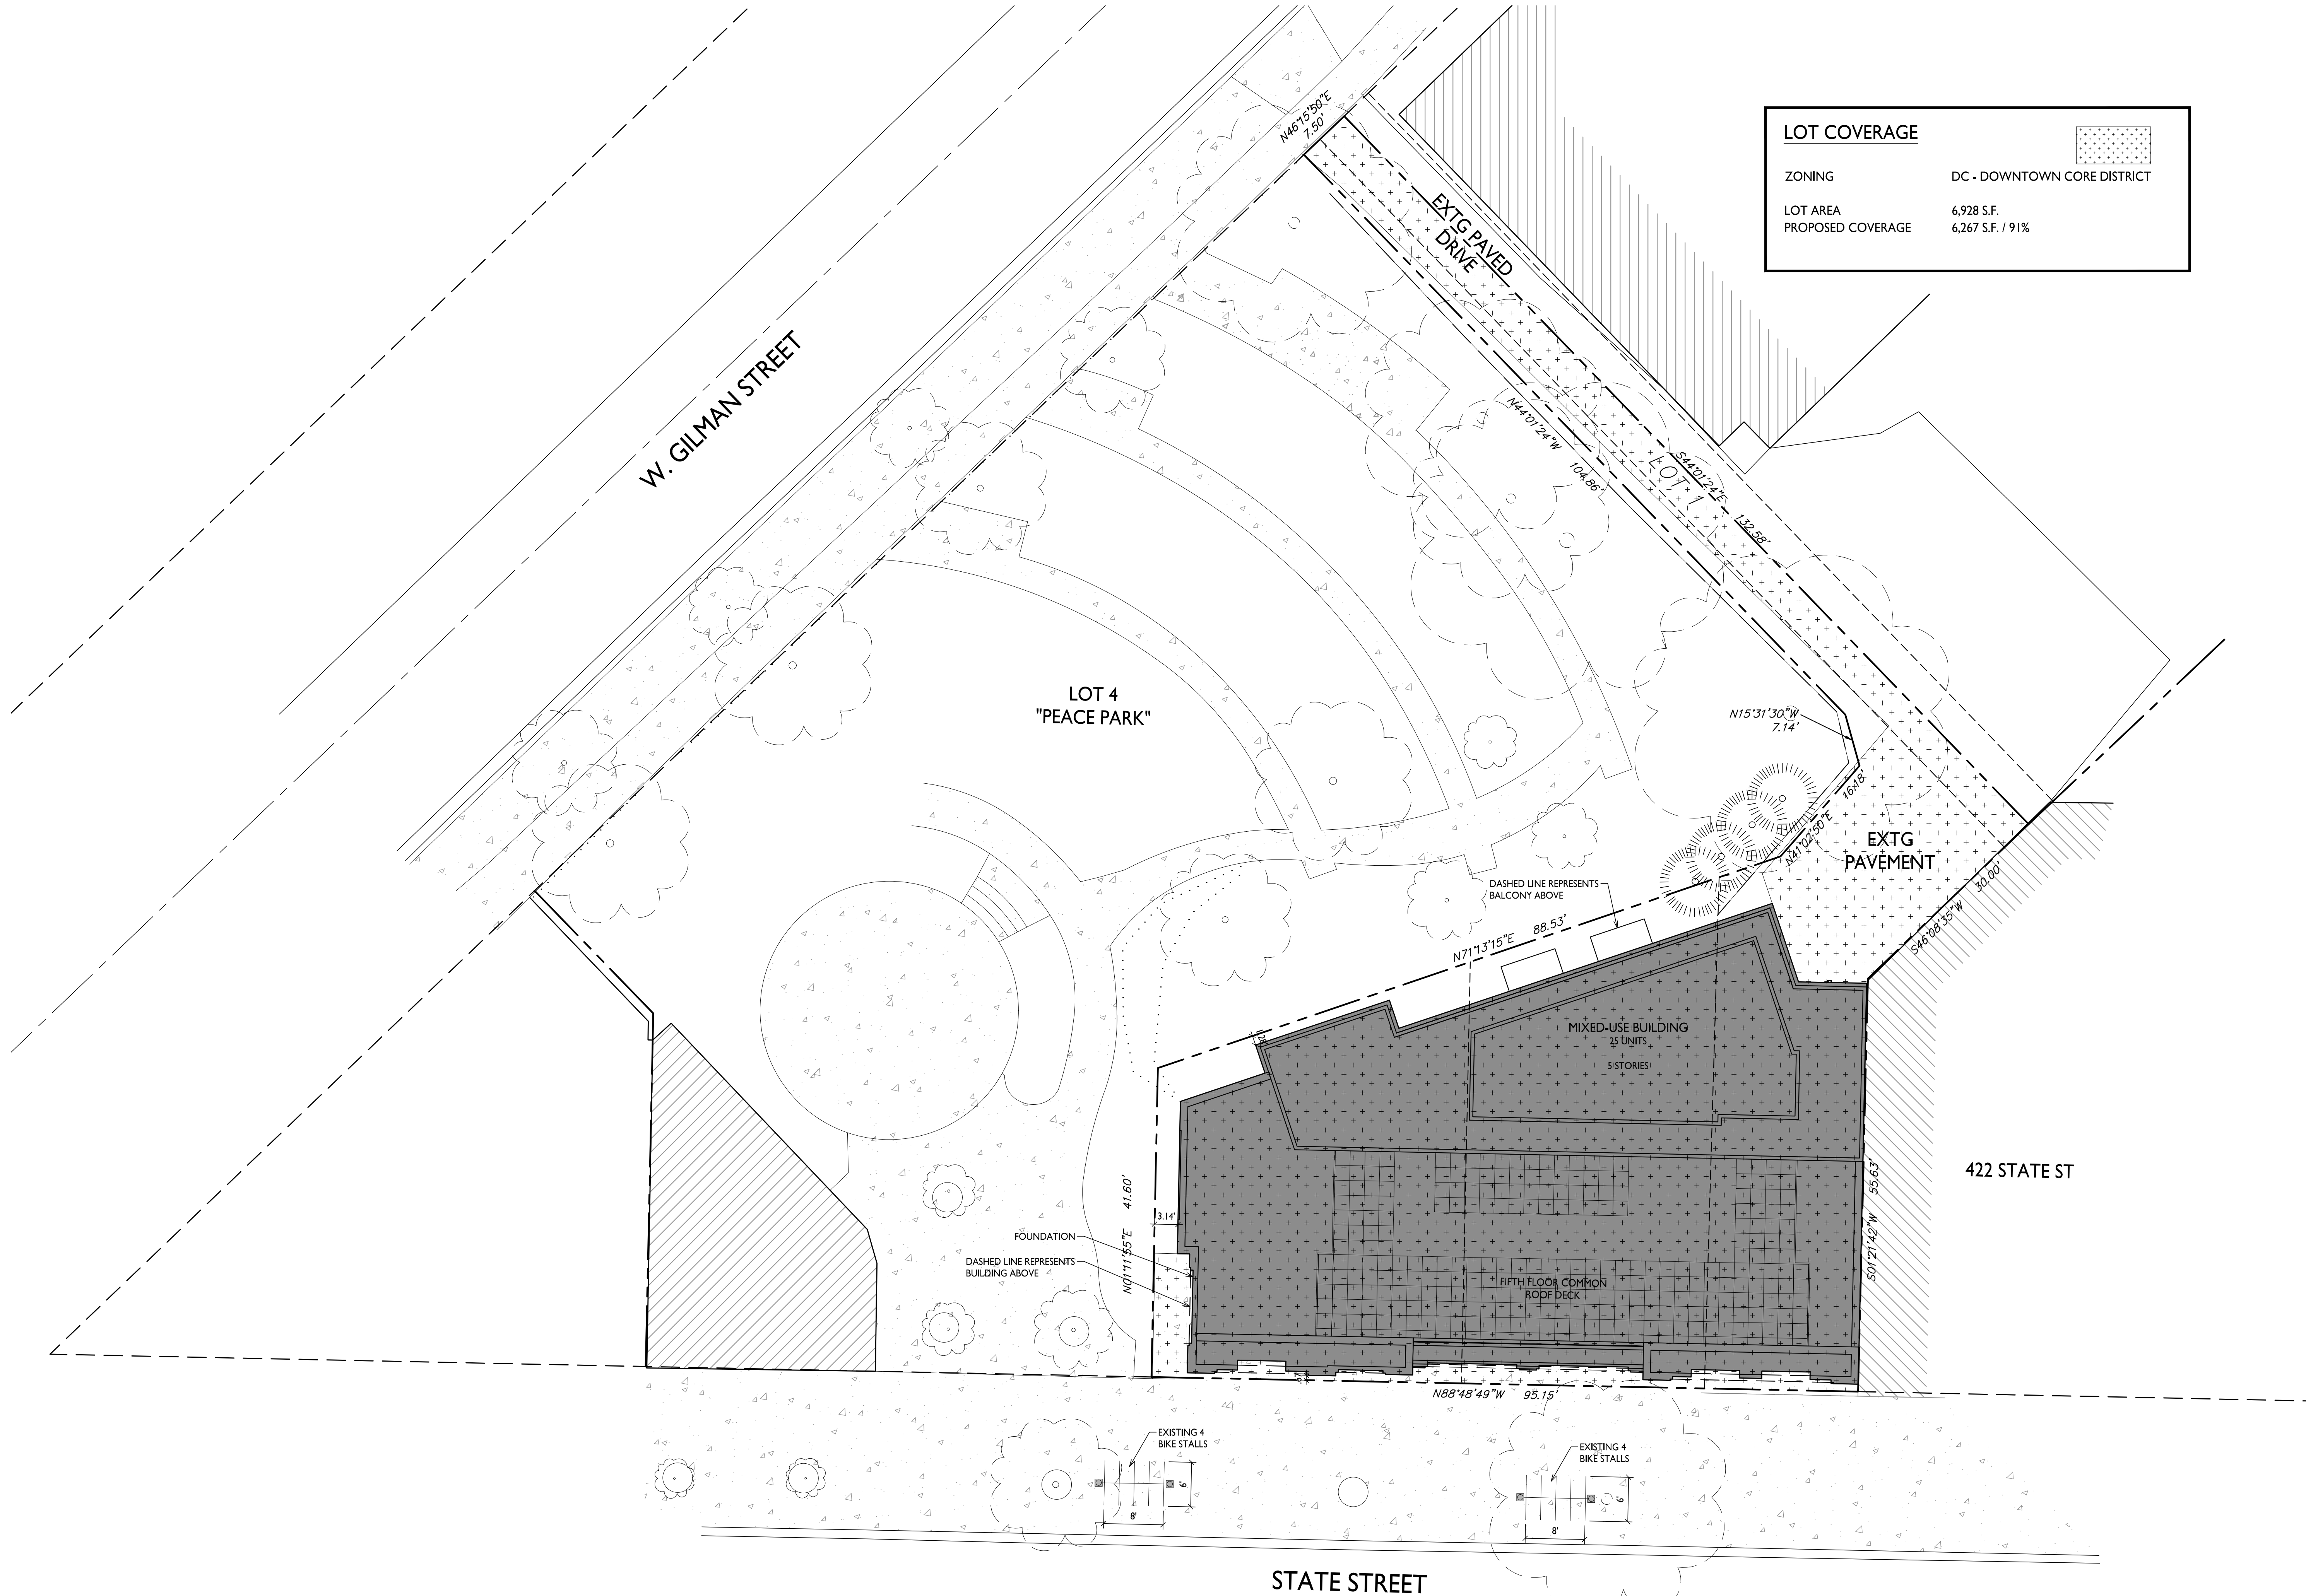 LOT COVERAGE
ZONING DC - DOWNTOWN CORE DISTRICT
LOT AREA 6,928 S.F.
PROPOSED COVERAGE 6,267 S.F. / 91%
N46°15'50"E
7.50'
EXTG PAVED
DRIVE
W. GILMAN STREET
N44°01'24"W 104.86'
LOT 1
S44°01'24"E 132.58'
LOT 4
"PEACE PARK"
N15°31'30"W
7.14'
N41°02'50"E 16.18'
EXTG
PAVEMENT
S46°08'35"W 30.00'
DASHED LINE REPRESENTS
BALCONY ABOVE
N71°13'15"E 88.53'
MIXED-USE BUILDING
25 UNITS
5 STORIES
422 STATE ST
N01°11'55"E 41.60'
3.14'
S01°21'42"W 55.63'
FOUNDATION
DASHED LINE REPRESENTS
BUILDING ABOVE
FIFTH FLOOR COMMON
ROOF DECK
N88°48'49"W 95.15'
EXISTING 4
BIKE STALLS
6'
8'
EXISTING 4
BIKE STALLS
6'
8'
STATE STREET